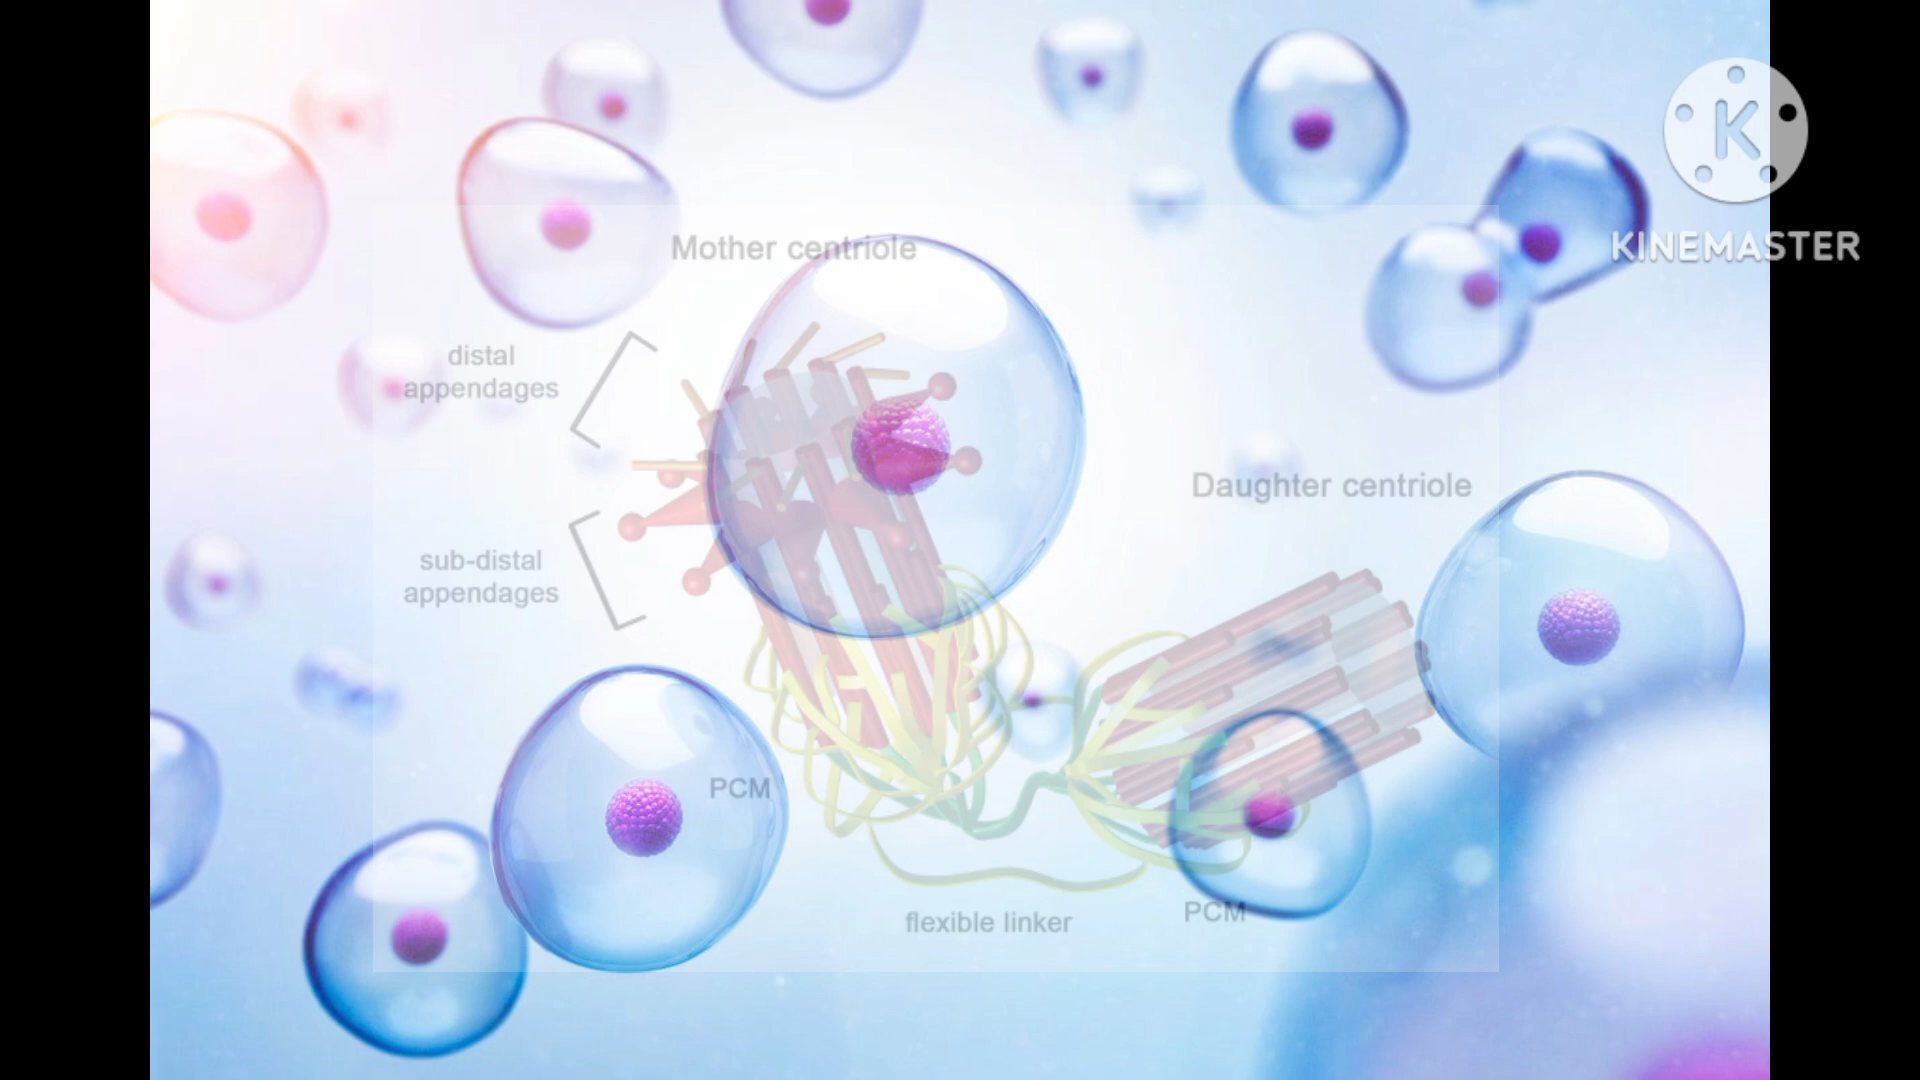 K
KINEMASTER
Mother centriole
distal
appendages
Daughter centriole
sub-distal
appendages
PCM
flexible linker
PCM